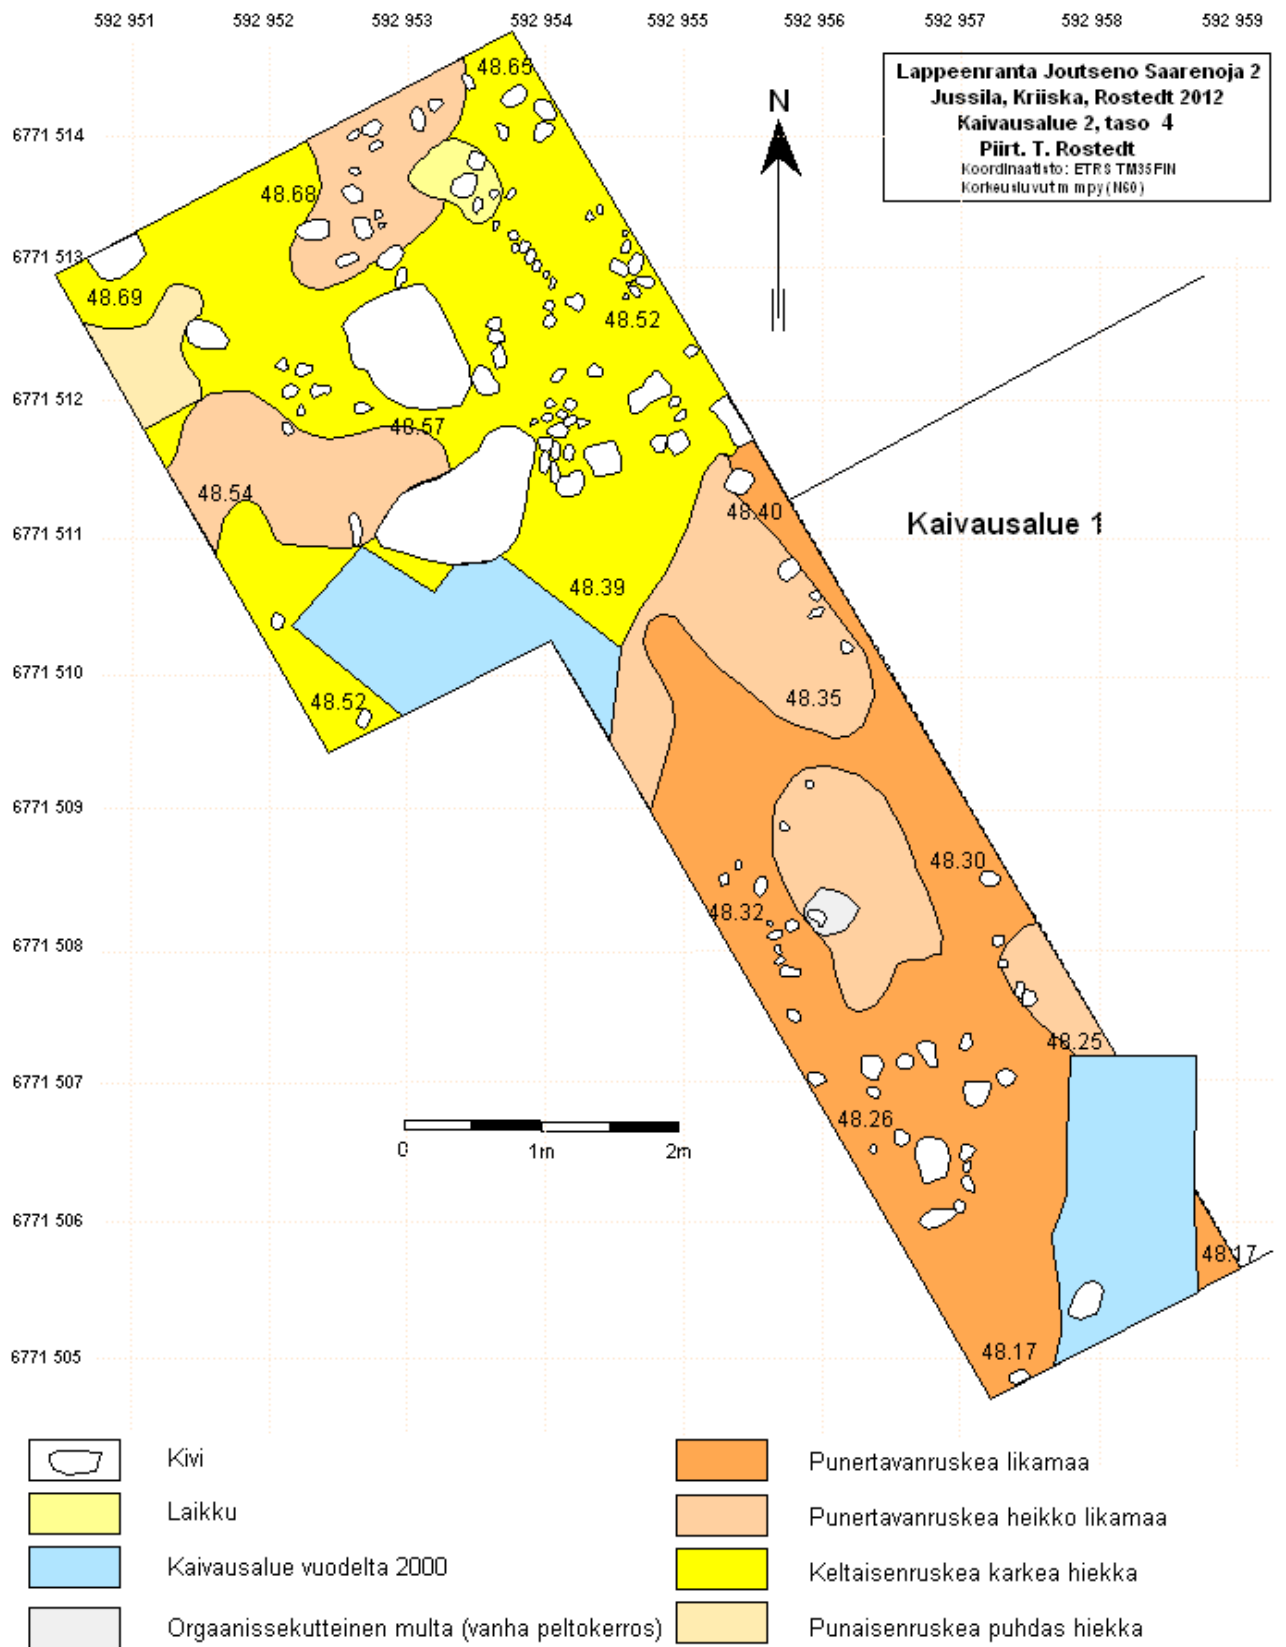 592 951 592 952 592 953 592 954 592 955 592 956 592 957 592 958 592 959
Lappeenranta Joutseno Saarenoja 2
Jussila, Kriiska, Rostedt 2012
Kaivausalue 2, taso 4
Piirt. T. Rostedt
Koordinaatisto: ETRS TM35FIN
Korkeusluvut m mpy (N60)
N
6771 514
6771 513
6771 512
6771 511
6771 510
6771 509
6771 508
6771 507
6771 506
6771 505
48.65
48.68
48.69
48.52
48.57
48.54
48.40
Kaivausalue 1
48.39
48.52
48.35
48.30
48.32
48.25
48.26
48.17
48.17
0 1m 2m
Kivi
Laikku
Kaivausalue vuodelta 2000
Orgaanissekutteinen multa (vanha peltokerros)
Punertavanruskea likamaa
Punertavanruskea heikko likamaa
Keltaisenruskea karkea hiekka
Punaisenruskea puhdas hiekka